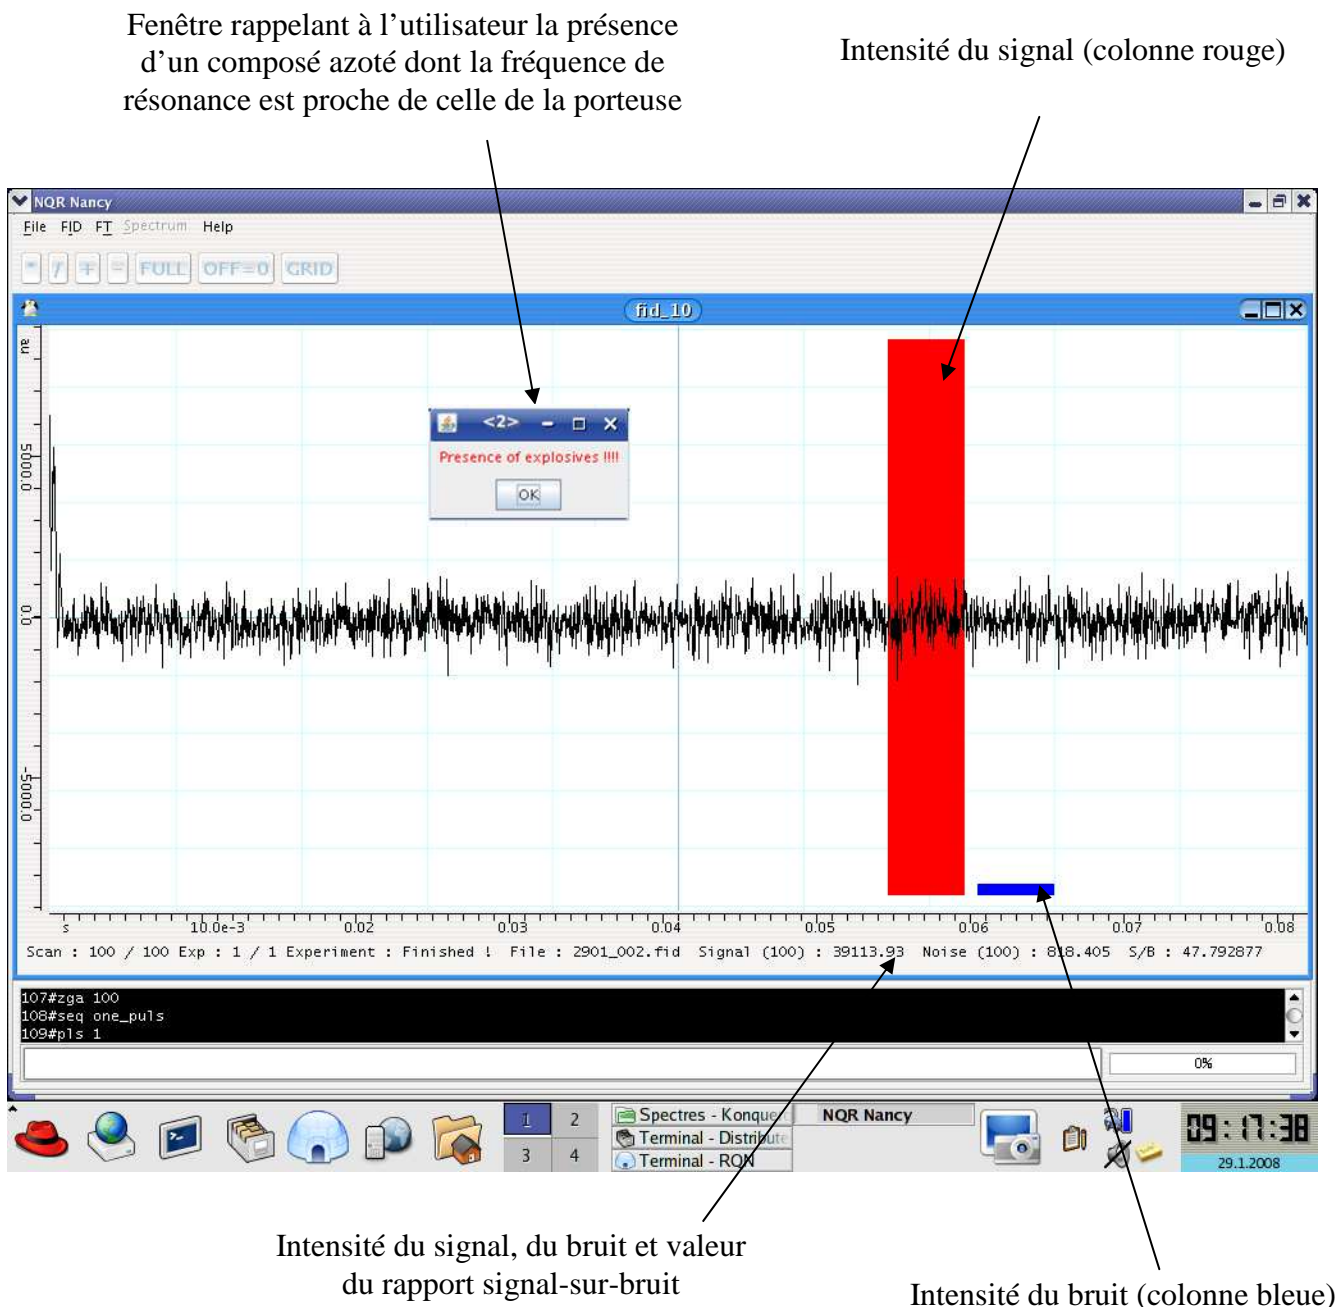 Fenêtre rappelant à l’utilisateur la présence
d’un composé azoté dont la fréquence de
résonance est proche de celle de la porteuse
Intensité du signal (colonne rouge)
NQR Nancy
File FID FT Spectrum Help
* / + - FULL OFF=0 GRID
fid_10
au
5000.0
0.0
-5000.0
<2>
Presence of explosives !!!!
OK
s 10.0e-3 0.02 0.03 0.04 0.05 0.06 0.07 0.08
Scan : 100 / 100 Exp : 1 / 1 Experiment : Finished ! File : 2901_002.fid Signal (100) : 39113.93 Noise (100) : 818.405 S/B : 47.792877
107#zga 100
108#seq one_puls
109#pls 1
0%
1 2
3 4
Spectres - Konquer
Terminal - Distribute
Terminal - RQN
NQR Nancy
09:17:38
29.1.2008
Intensité du signal, du bruit et valeur
du rapport signal-sur-bruit
Intensité du bruit (colonne bleue)